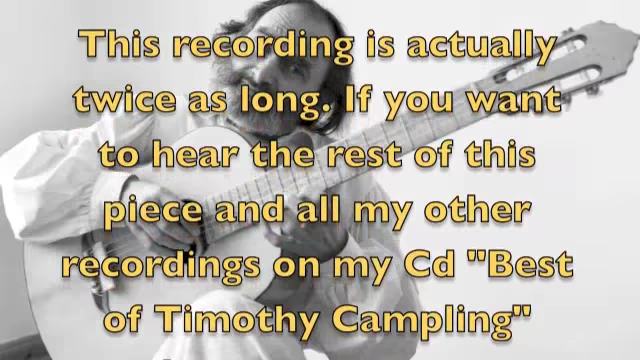 This recording is actually
twice as long. If you want
to hear the rest of this
piece and all my other
recordings on my Cd "Best
of Timothy Campling"